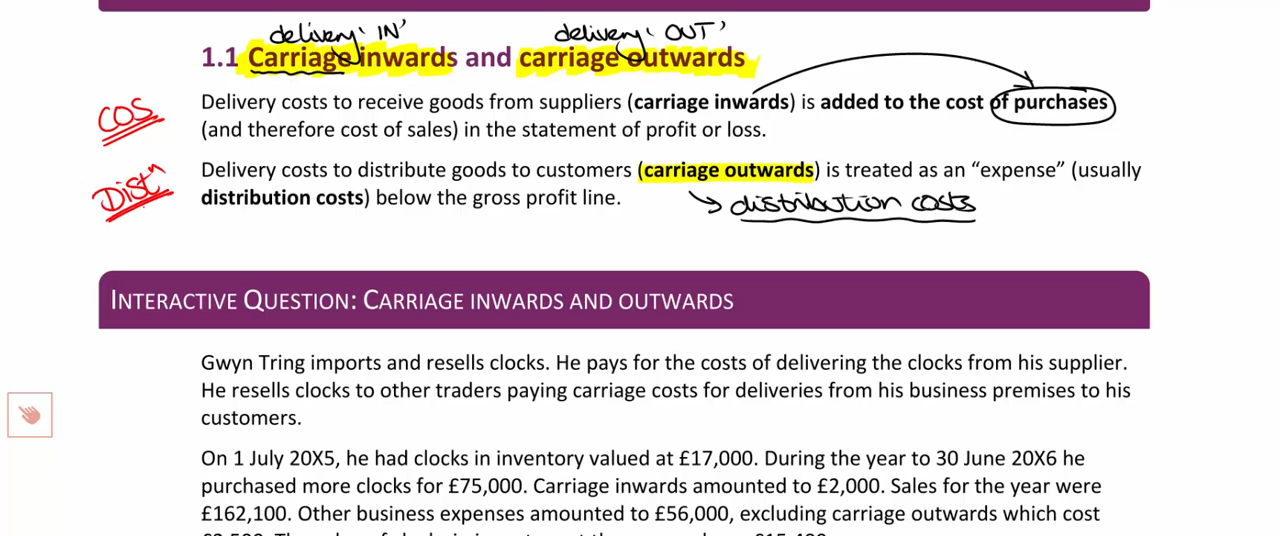 delivery 'IN'
delivery 'OUT'
1.1 Carriage inwards and carriage outwards
COS
Delivery costs to receive goods from suppliers (carriage inwards) is added to the cost of purchases
(and therefore cost of sales) in the statement of profit or loss.
Distⁿ
Delivery costs to distribute goods to customers (carriage outwards) is treated as an “expense” (usually
distribution costs) below the gross profit line.
distribution costs
INTERACTIVE QUESTION: CARRIAGE INWARDS AND OUTWARDS
Gwyn Tring imports and resells clocks. He pays for the costs of delivering the clocks from his supplier.
He resells clocks to other traders paying carriage costs for deliveries from his business premises to his
customers.
On 1 July 20X5, he had clocks in inventory valued at £17,000. During the year to 30 June 20X6 he
purchased more clocks for £75,000. Carriage inwards amounted to £2,000. Sales for the year were
£162,100. Other business expenses amounted to £56,000, excluding carriage outwards which cost